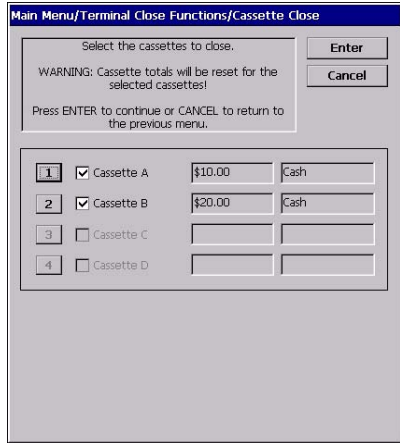 Main Menu/Terminal Close Functions/Cassette Close
Select the cassettes to close.
WARNING: Cassette totals will be reset for the
selected cassettes!
Press ENTER to continue or CANCEL to return to
the previous menu.
Enter
Cancel
1 Cassette A $10.00 Cash
2 Cassette B $20.00 Cash
3 Cassette C
4 Cassette D